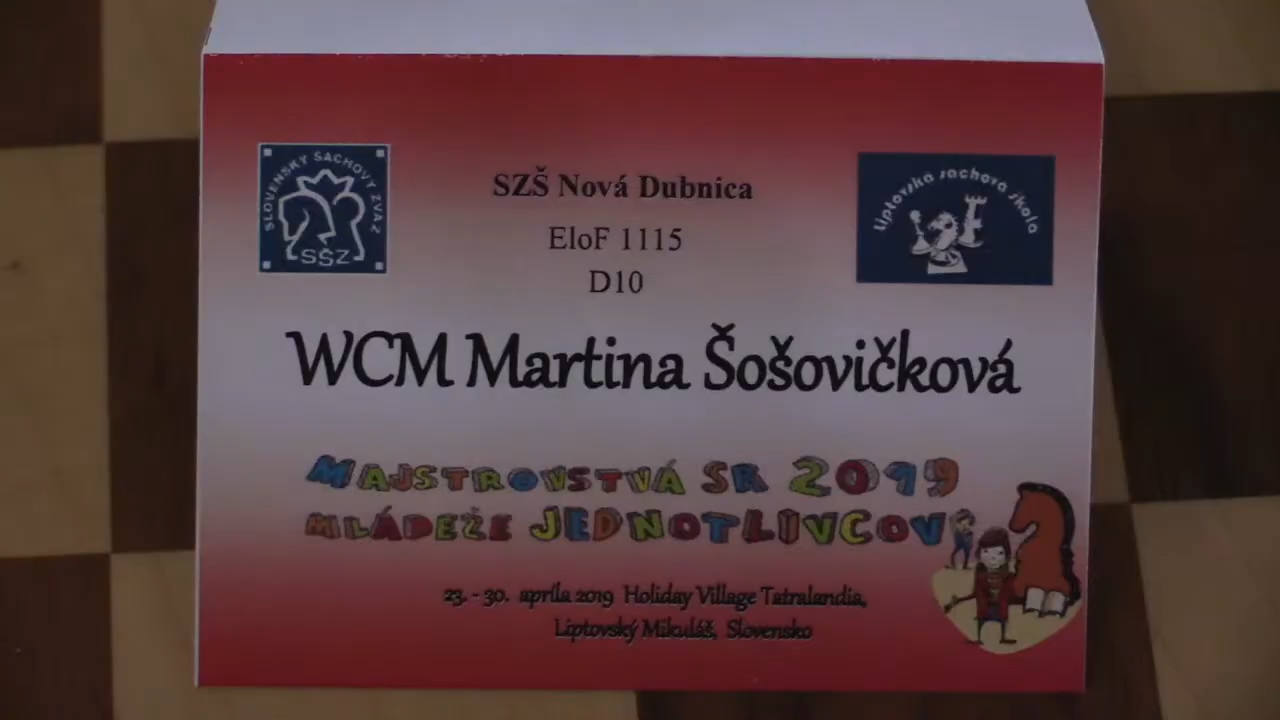 SLOVENSKÝ ŠACHOVÝ ZVÄZ
SŠZ
SZŠ Nová Dubnica
EloF 1115
D10
Liptovská šachová škola
WCM Martina Šošovičková
MAJSTROVSTVÁ SR 2019
MLÁDEŽE JEDNOTLIVCOV
23. - 30. apríla 2019 Holiday Village Tatralandia,
Liptovský Mikuláš, Slovensko